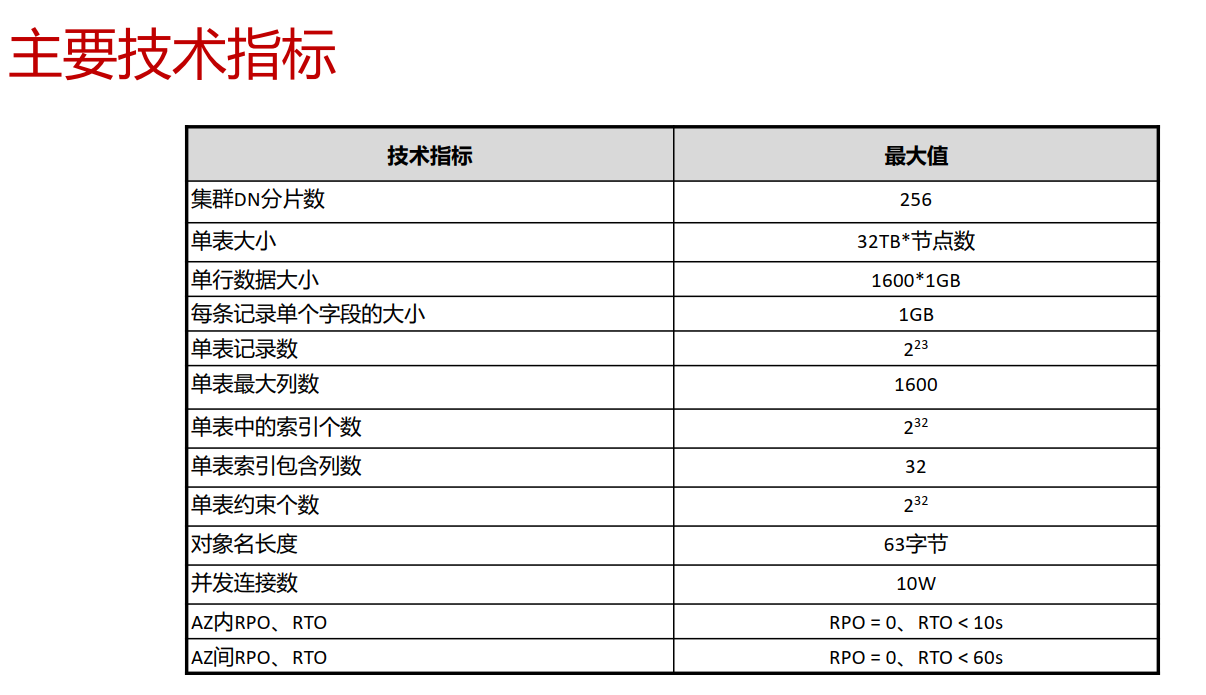 主要技术指标
技术指标 最大值
集群DN分片数 256
单表大小 32TB*节点数
单行数据大小 1600*1GB
每条记录单个字段的大小 1GB
单表记录数 2²³
单表最大列数 1600
单表中的索引个数 2³²
单表索引包含列数 32
单表约束个数 2³²
对象名长度 63字节
并发连接数 10W
AZ内RPO、RTO RPO = 0、RTO < 10s
AZ间RPO、RTO RPO = 0、RTO < 60s